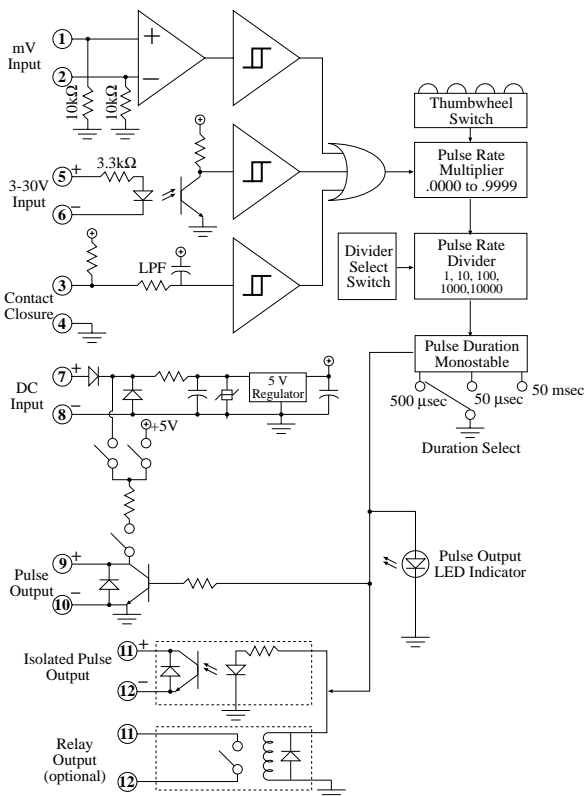 mV
Input
1
+
2
−
10kΩ
10kΩ
Thumbwheel
Switch
Pulse Rate
Multiplier
.0000 to .9999
3-30V
Input
5
+
3.3kΩ
6
−
+
Divider
Select
Switch
Pulse Rate
Divider
1, 10, 100,
1000,10000
+
+
LPF
3
Contact
Closure
4
Pulse Duration
Monostable
500 µsec
50 µsec
50 msec
Duration Select
DC
Input
7
+
8
−
5 V
Regulator
+
+
+5V
Pulse
Output
9
+
10
−
Pulse Output
LED Indicator
Isolated Pulse
Output
11
+
12
−
Relay
Output
(optional)
11
12